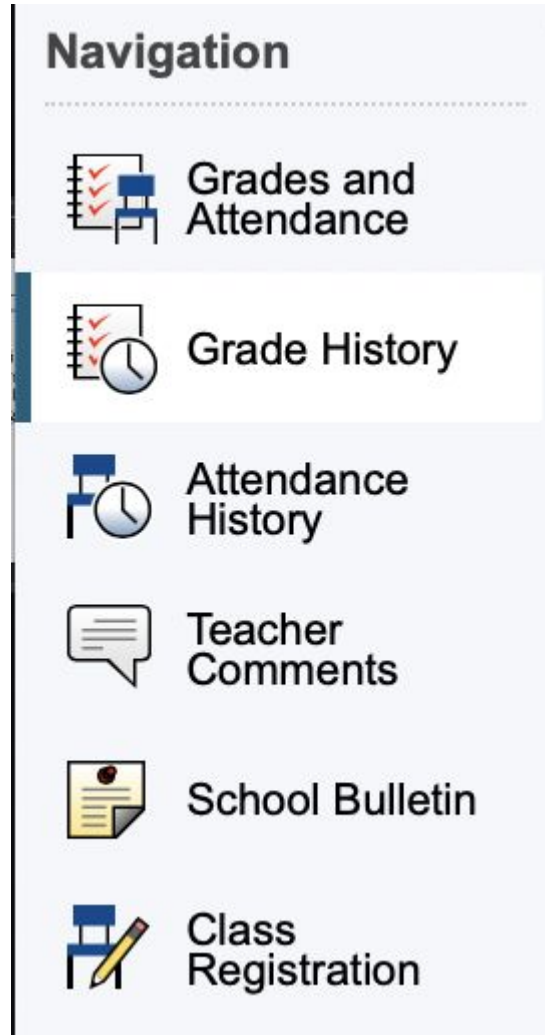 Navigation
Grades and
Attendance
Grade History
Attendance
History
Teacher
Comments
School Bulletin
Class
Registration